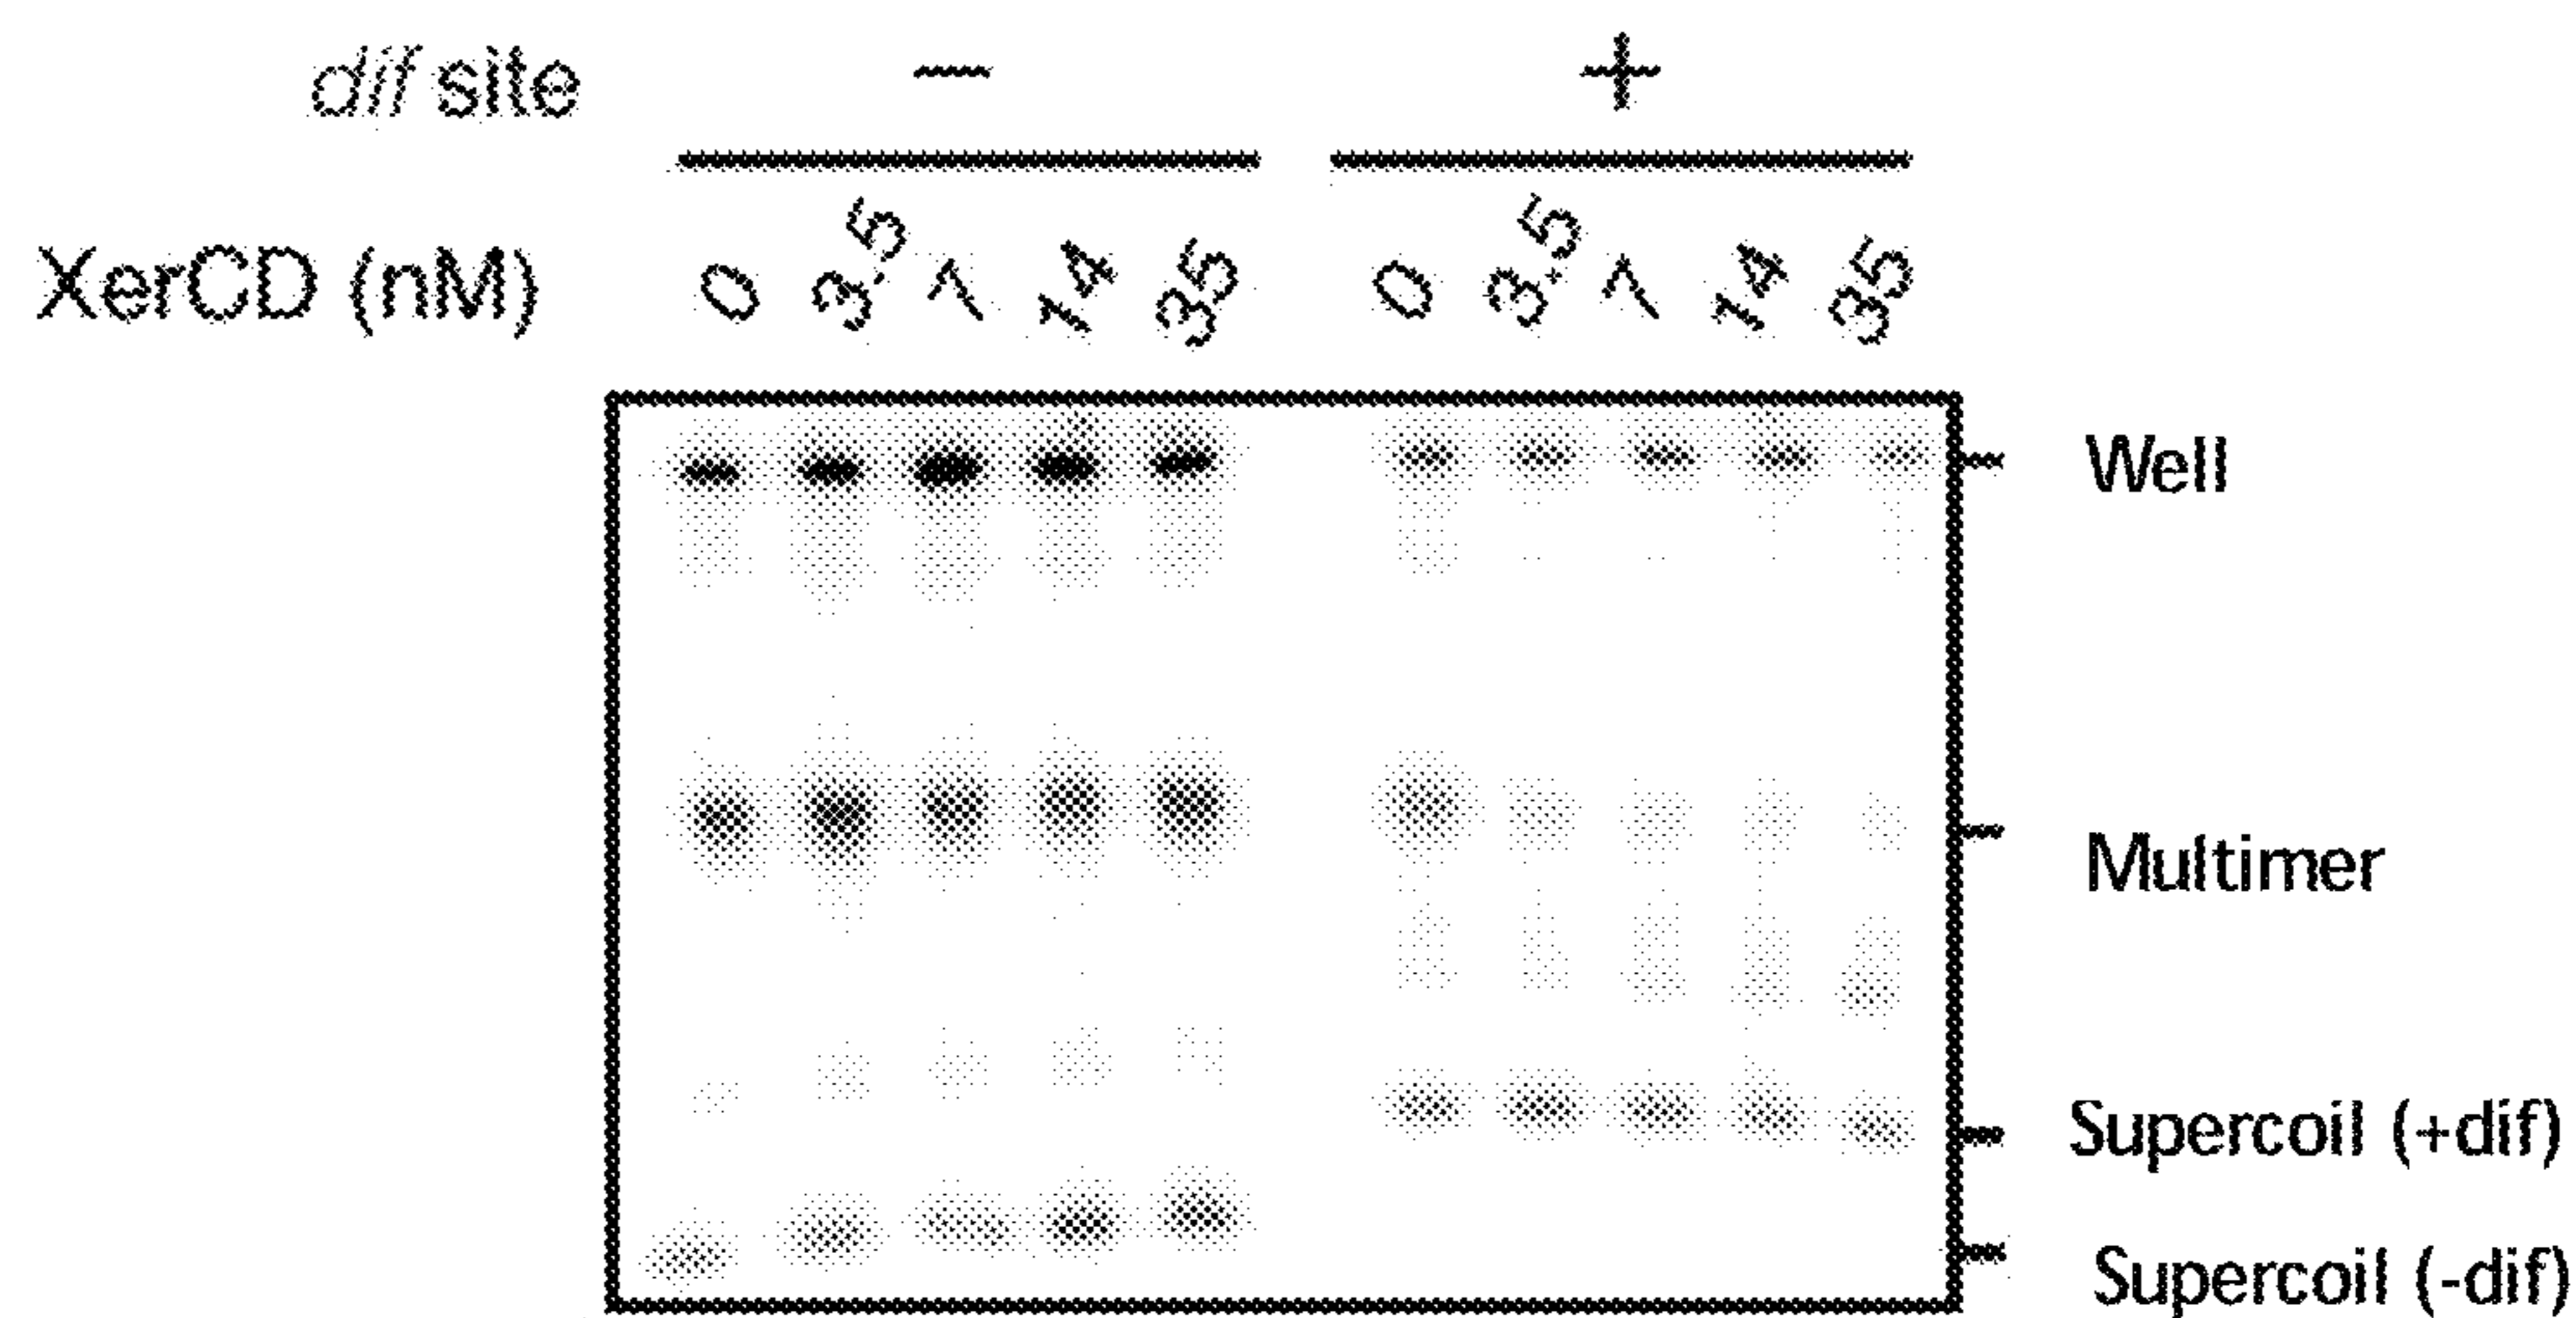 dif site − +
XerCD (nM) 0 3.5 7 14 35 0 3.5 7 14 35
Well
Multimer
Supercoil (+dif)
Supercoil (-dif)